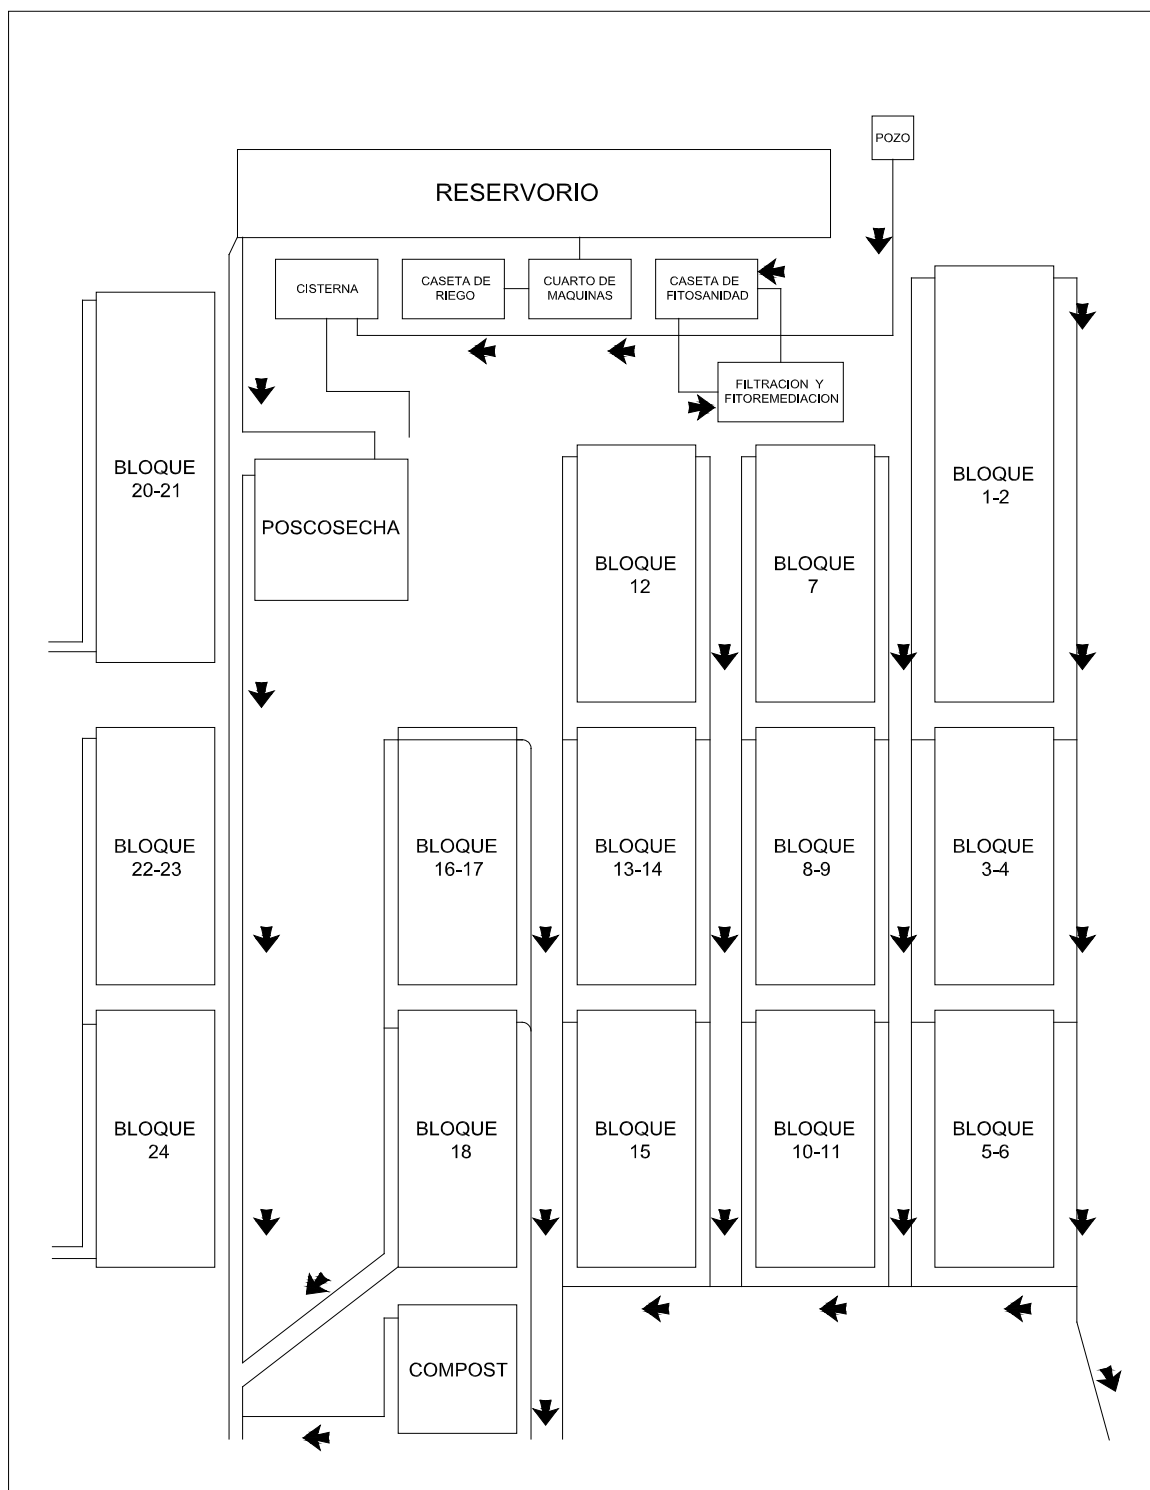 POZO
RESERVORIO
CISTERNA
CASETA DE
RIEGO
CUARTO DE
MAQUINAS
CASETA DE
FITOSANIDAD
FILTRACION Y
FITOREMEDIACION
BLOQUE
20-21
POSCOSECHA
BLOQUE
12
BLOQUE
7
BLOQUE
1-2
BLOQUE
22-23
BLOQUE
16-17
BLOQUE
13-14
BLOQUE
8-9
BLOQUE
3-4
BLOQUE
24
BLOQUE
18
BLOQUE
15
BLOQUE
10-11
BLOQUE
5-6
COMPOST